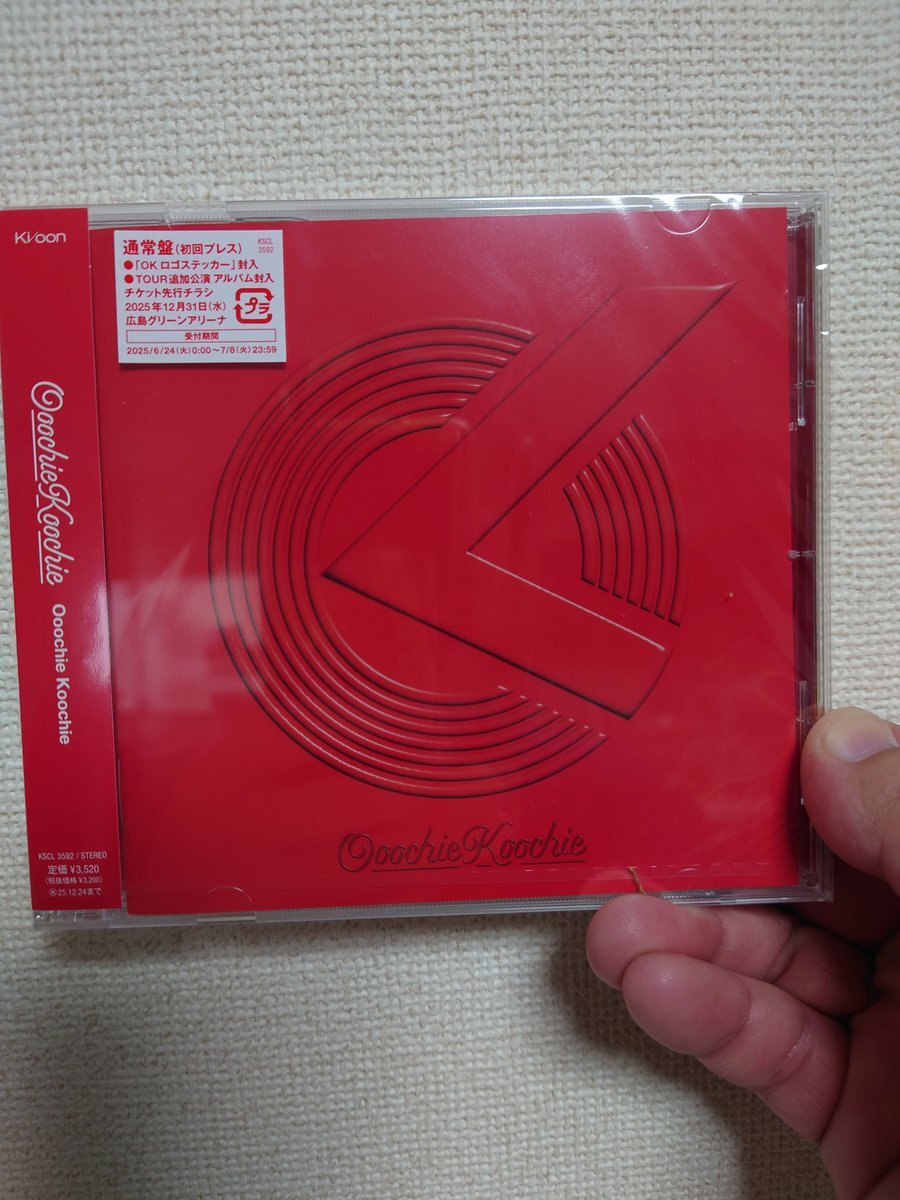 Ki/oon
OoochieKoochie
Ooochie Koochie
KSCL 3592 / STEREO
定価 ¥3,520
(税抜価格 ¥3,200)
㋐25.12.24まで
通常盤(初回プレス)
KSCL
3592
●「OK ロゴステッカー」封入
●TOUR追加公演 アルバム封入
チケット先行チラシ
2025年12月31日(水)
広島グリーンアリーナ
プラ
受付期間
2025/6/24(火)0:00~7/8(火)23:59
OoochieKoochie